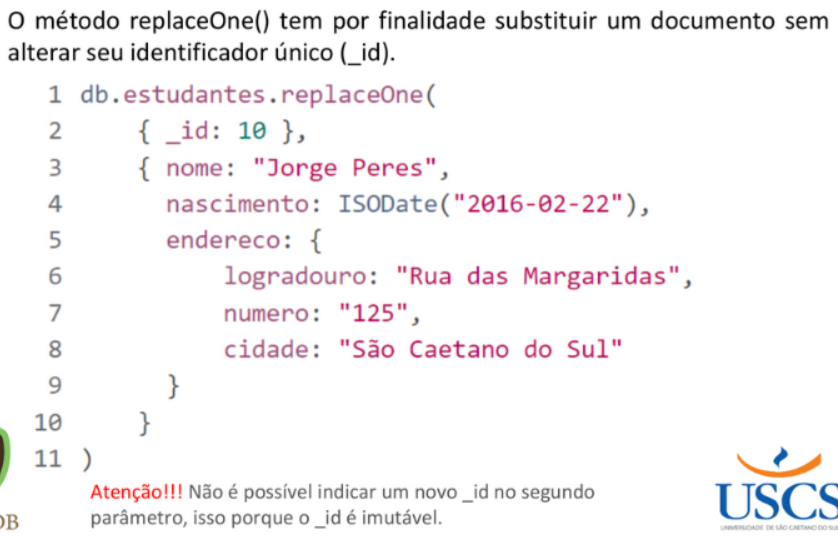 O método replaceOne() tem por finalidade substituir um documento sem
alterar seu identificador único (_id).
1 db.estudantes.replaceOne(
2 { _id: 10 },
3 { nome: "Jorge Peres",
4 nascimento: ISODate("2016-02-22"),
5 endereco: {
6 logradouro: "Rua das Margaridas",
7 numero: "125",
8 cidade: "São Caetano do Sul"
9 }
10 }
11 )
Atenção!!! Não é possível indicar um novo _id no segundo
parâmetro, isso porque o _id é imutável.
USCS
UNIVERSIDADE DE SÃO CAETANO DO SUL